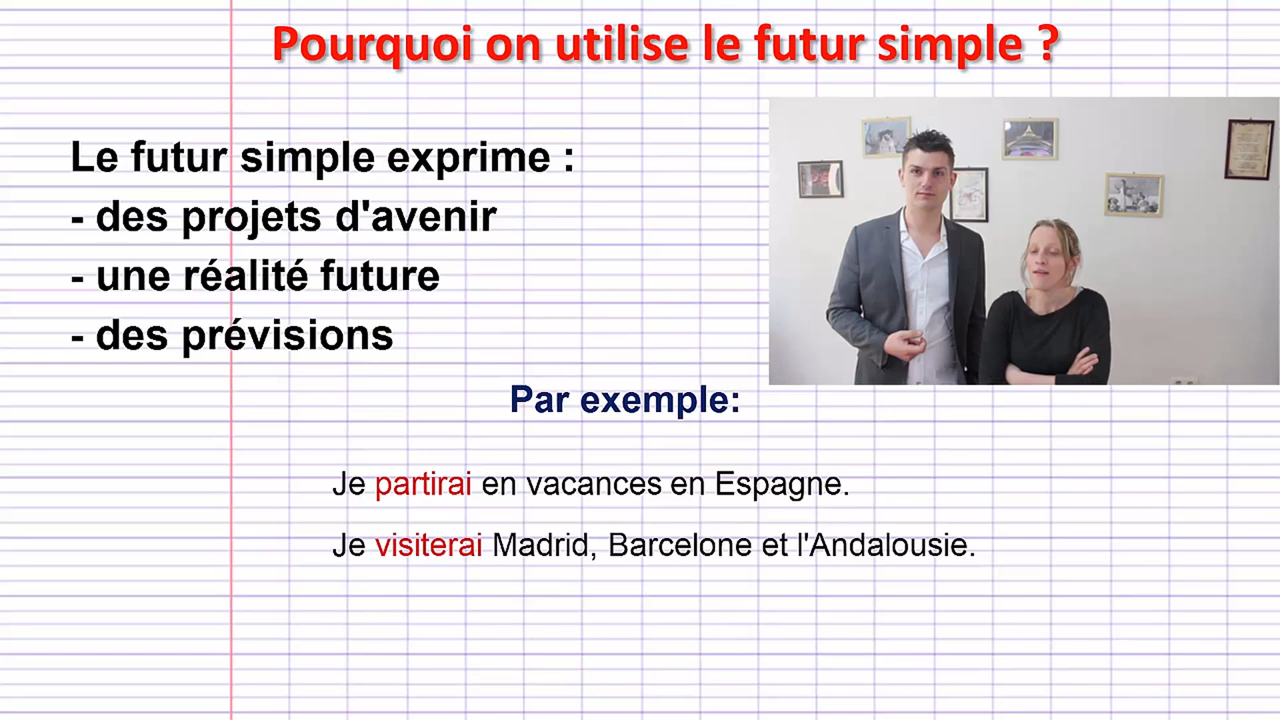 Pourquoi on utilise le futur simple ?
Le futur simple exprime :
- des projets d'avenir
- une réalité future
- des prévisions
Par exemple:
Je partirai en vacances en Espagne.
Je visiterai Madrid, Barcelone et l'Andalousie.